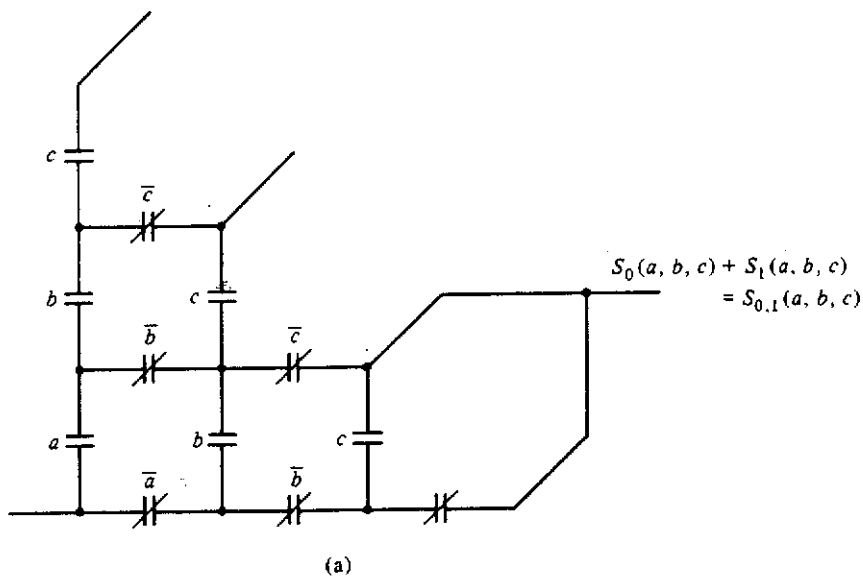 c
c̅
S₀(a, b, c) + S₁(a, b, c)
= S₀,₁(a, b, c)
b
c
b̅
c̅
a
b
c
a̅
b̅
(a)